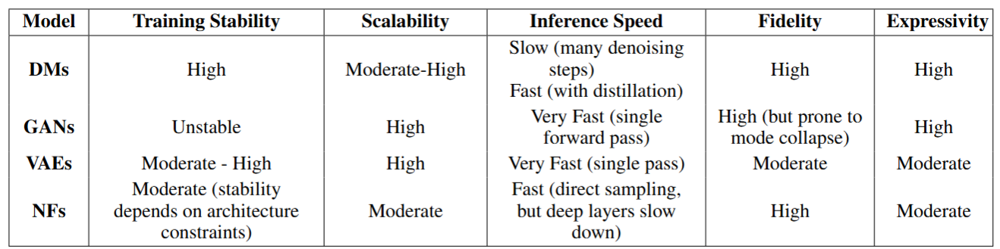 Model Training Stability Scalability Inference Speed Fidelity Expressivity
DMs High Moderate-High Slow (many denoising steps) Fast (with distillation) High High
GANs Unstable High Very Fast (single forward pass) High (but prone to mode collapse) High
VAEs Moderate - High High Very Fast (single pass) Moderate Moderate
NFs Moderate (stability depends on architecture constraints) Moderate Fast (direct sampling, but deep layers slow down) High Moderate